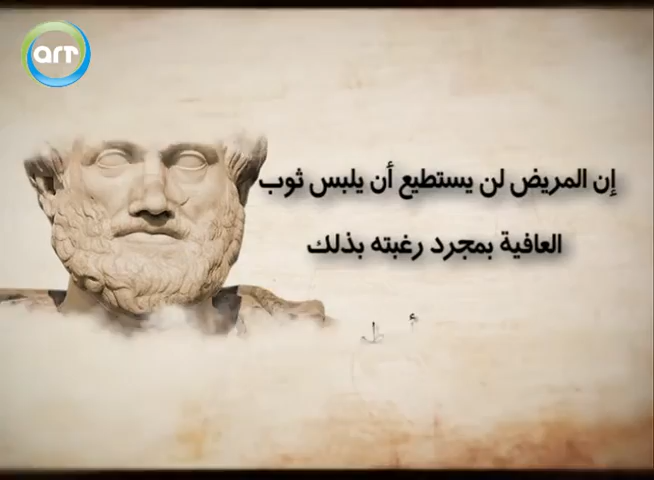 art
إن المريض لن يستطيع أن يلبس ثوب
العافية بمجرد رغبته بذلك